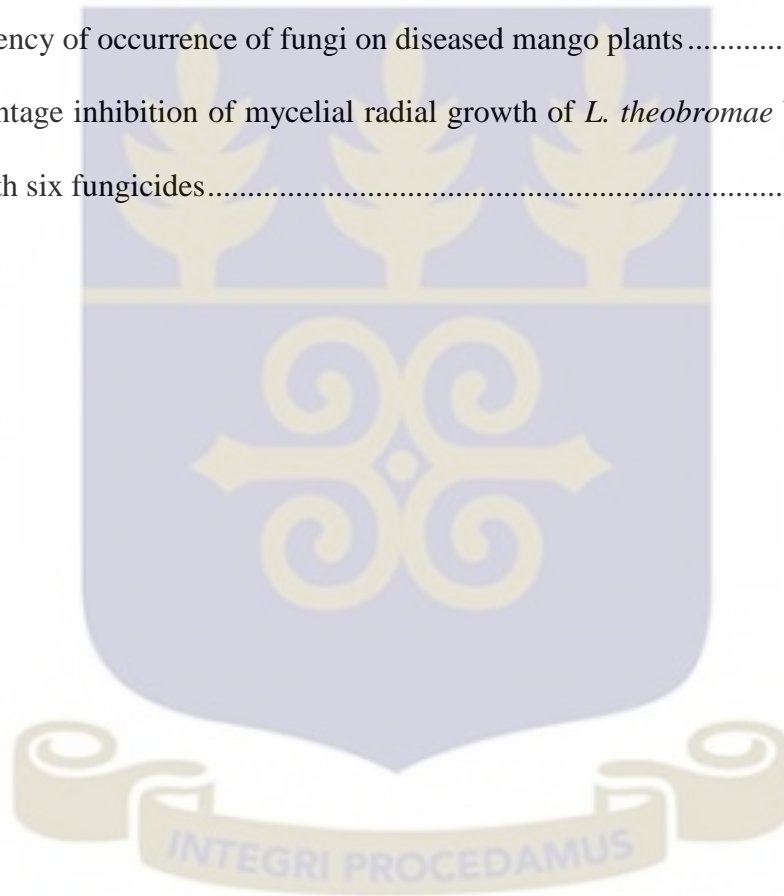 ency of occurrence of fungi on diseased mango plants............
ntage inhibition of mycelial radial growth of L. theobromae
th six fungicides............................................................................
INTEGRI PROCEDAMUS